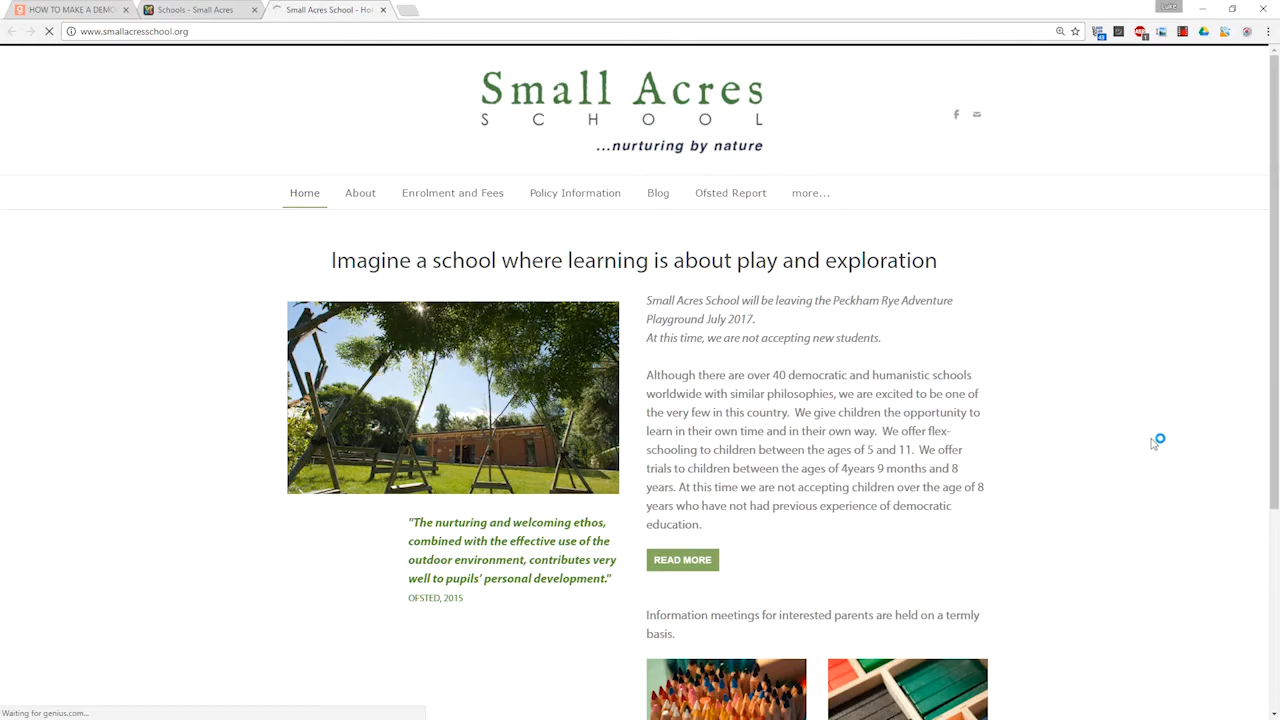 HOW TO MAKE A DEMO
Schools - Small Acres
Small Acres School - Ho
Luke
www.smallacresschool.org
Small Acres
SCHOOL
...nurturing by nature
Home About Enrolment and Fees Policy Information Blog Ofsted Report more...
Imagine a school where learning is about play and exploration
Small Acres School will be leaving the Peckham Rye Adventure
Playground July 2017.
At this time, we are not accepting new students.
Although there are over 40 democratic and humanistic schools
worldwide with similar philosophies, we are excited to be one of
the very few in this country. We give children the opportunity to
learn in their own time and in their own way. We offer flex-
schooling to children between the ages of 5 and 11. We offer
trials to children between the ages of 4years 9 months and 8
years. At this time we are not accepting children over the age of 8
years who have not had previous experience of democratic
education.
READ MORE
"The nurturing and welcoming ethos,
combined with the effective use of the
outdoor environment, contributes very
well to pupils' personal development."
OFSTED, 2015
Information meetings for interested parents are held on a termly
basis.
Waiting for genius.com...